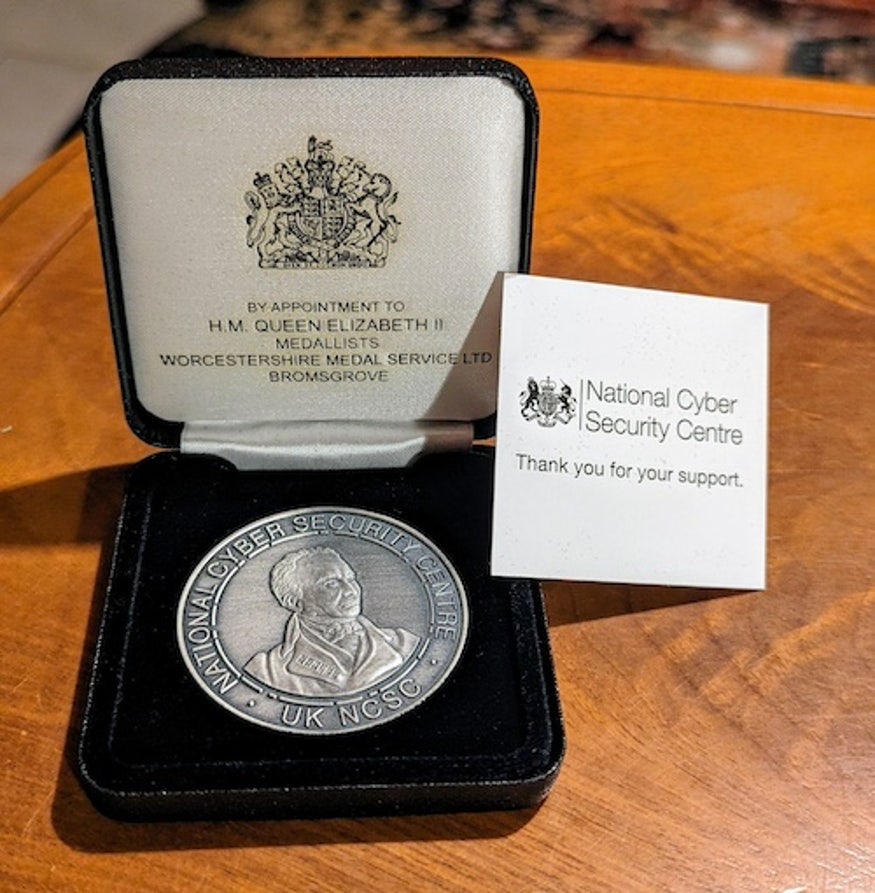 BY APPOINTMENT TO
H.M. QUEEN ELIZABETH II
MEDALLISTS
WORCESTERSHIRE MEDAL SERVICE LTD
BROMSGROVE
National Cyber
Security Centre
Thank you for your support.
NATIONAL CYBER SECURITY CENTRE
UK NCSC